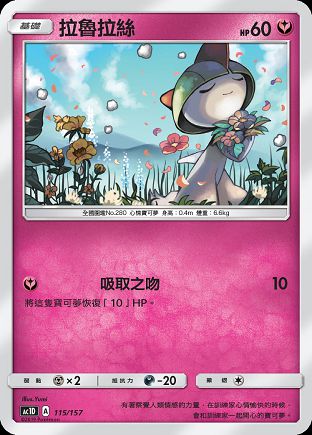 基礎 拉魯拉絲 HP60
全國圖鑑No.280 心情寶可夢 身高：0.4m 體重：6.6kg
吸取之吻 10
將這隻寶可夢恢復「10」HP。
弱點 ×2 抵抗力 -20 撤退
Illus.Yumi
AC1D A 115/157
©2019 Pokémon
有著察覺人類情感的力量。在訓練家心情愉快的時候，
會和訓練家一起開心的寶可夢。